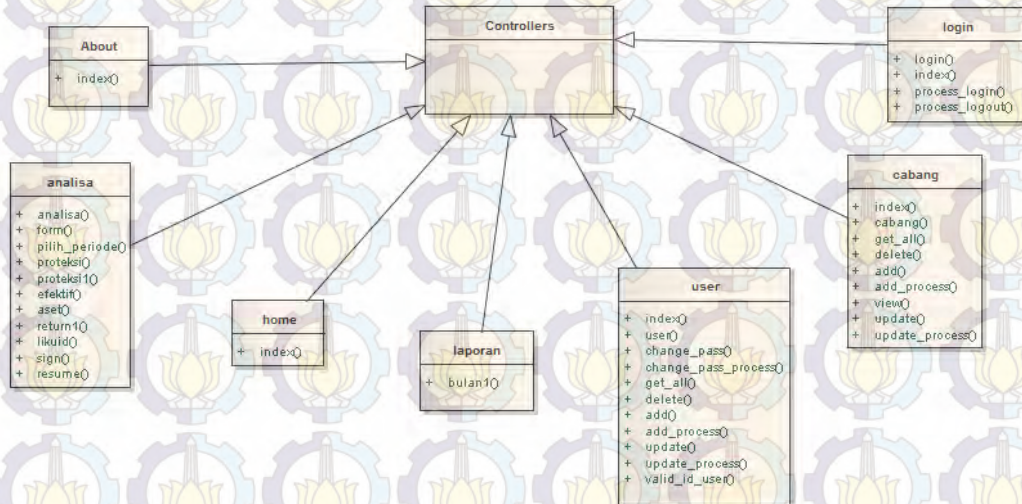 Controllers
About
+ index()
login
+ login()
+ index()
+ process_login()
+ process_logout()
analisa
+ analisa()
+ form()
+ pilih_periode()
+ proteksi()
+ proteksi1()
+ efektif()
+ aset()
+ return1()
+ likuid()
+ sign()
+ resume()
home
+ index()
laporan
+ bulan1()
user
+ index()
+ user()
+ change_pass()
+ change_pass_process()
+ get_all()
+ delete()
+ add()
+ add_process()
+ update()
+ update_process()
+ valid_id_user()
cabang
+ index()
+ cabang()
+ get_all()
+ delete()
+ add()
+ add_process()
+ view()
+ update()
+ update_process()